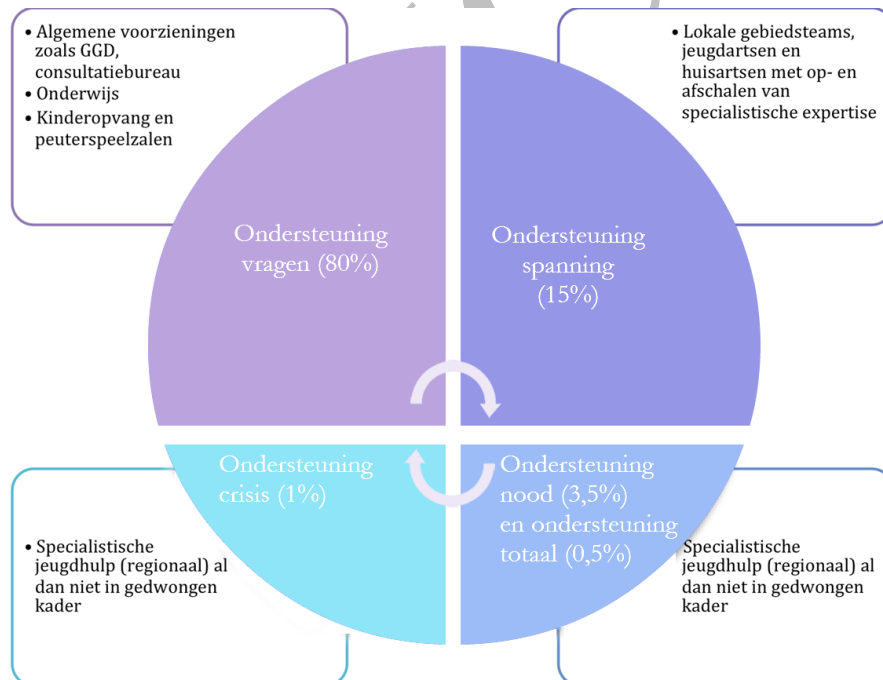 • Algemene voorzieningen
zoals GGD,
consultatiebureau
• Onderwijs
• Kinderopvang en
peuterspeelzalen
• Lokale gebiedsteams,
jeugdartsen en
huisartsen met op- en
afschalen van
specialistische expertise
Ondersteuning
vragen (80%)
Ondersteuning
spanning
(15%)
Ondersteuning
crisis (1%)
Ondersteuning
nood (3,5%)
en ondersteuning
totaal (0,5%)
• Specialistische
jeugdhulp (regionaal) al
dan niet in gedwongen
kader
Specialistische
jeugdhulp (regionaal) al
dan niet in gedwongen
kader